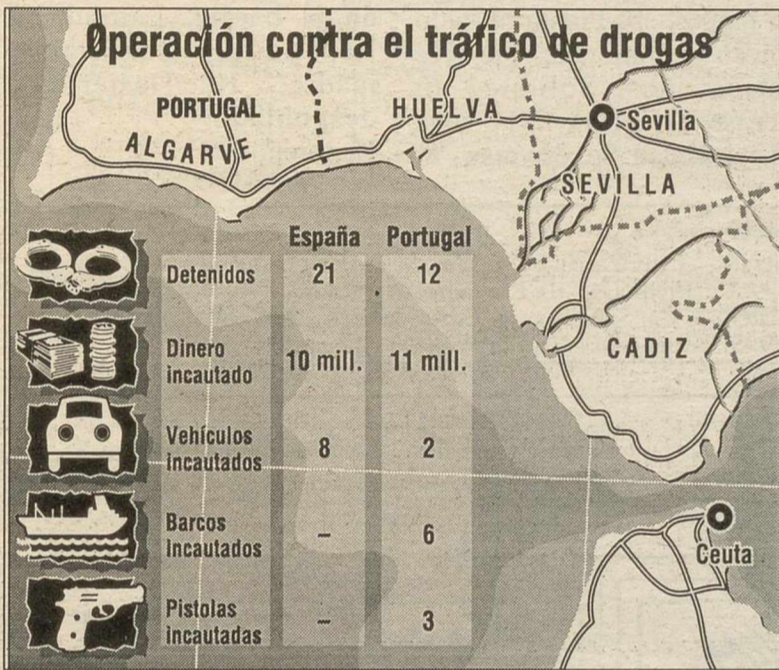 Operación contra el tráfico de drogas
PORTUGAL
HUELVA
Sevilla
ALGARVE
SEVILLA
España Portugal
Detenidos 21 12
Dinero
incautado 10 mill. 11 mill.
CADIZ
Vehículos
incautados 8 2
Barcos
Incautados – 6
Ceuta
Pistolas
incautadas – 3